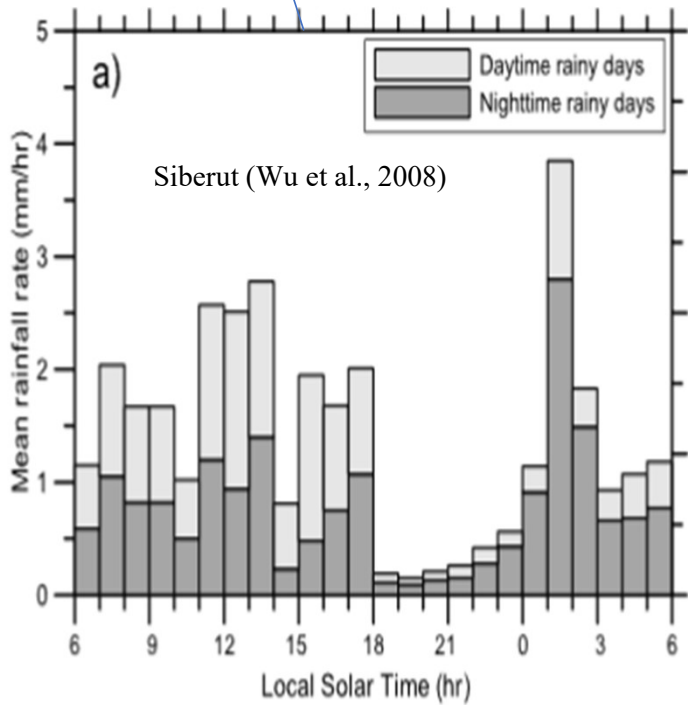 a)
Daytime rainy days
Nighttime rainy days
Siberut (Wu et al., 2008)
Mean rainfall rate (mm/hr)
5
4
3
2
1
0
6 9 12 15 18 21 0 3 6
Local Solar Time (hr)